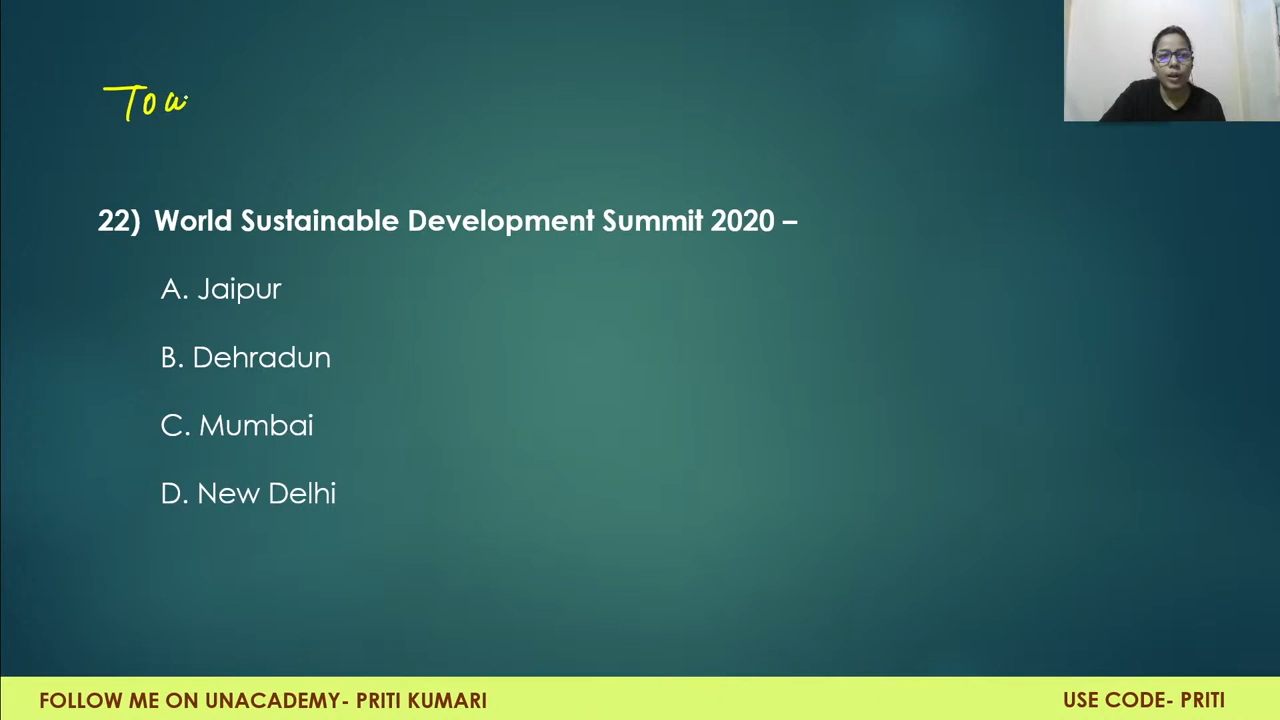 Toa
22) World Sustainable Development Summit 2020 –
A. Jaipur
B. Dehradun
C. Mumbai
D. New Delhi
FOLLOW ME ON UNACADEMY- PRITI KUMARI
USE CODE- PRITI